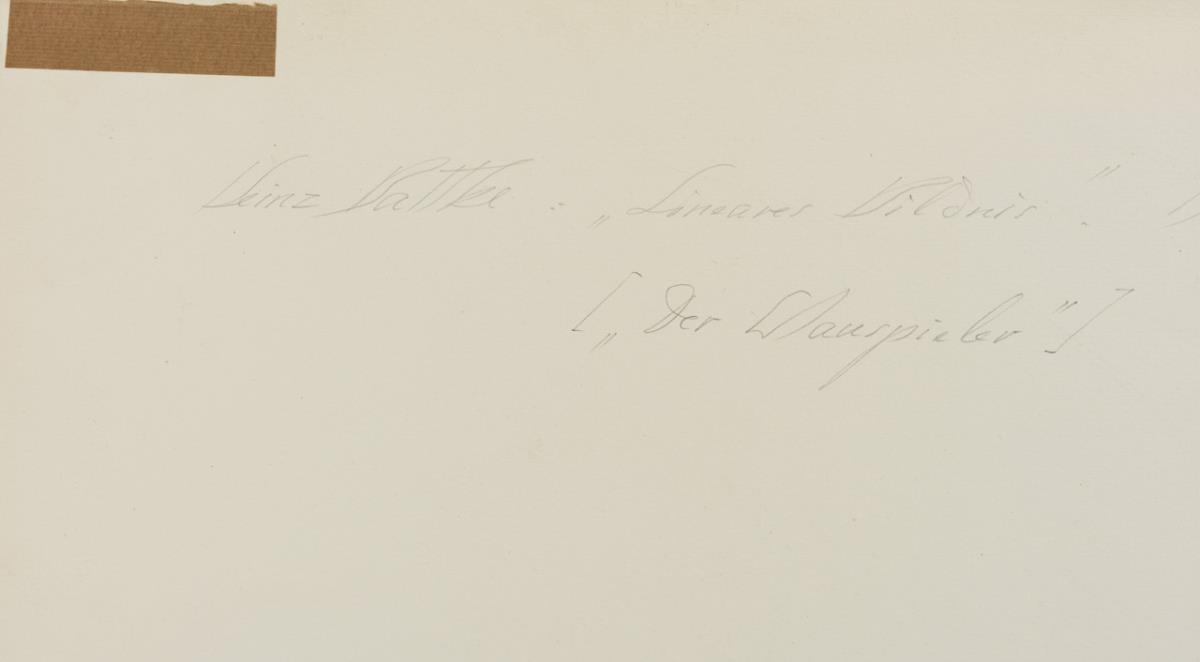 Heinz Battke : „Lineares Bildnis".
[„Der Schauspieler"]